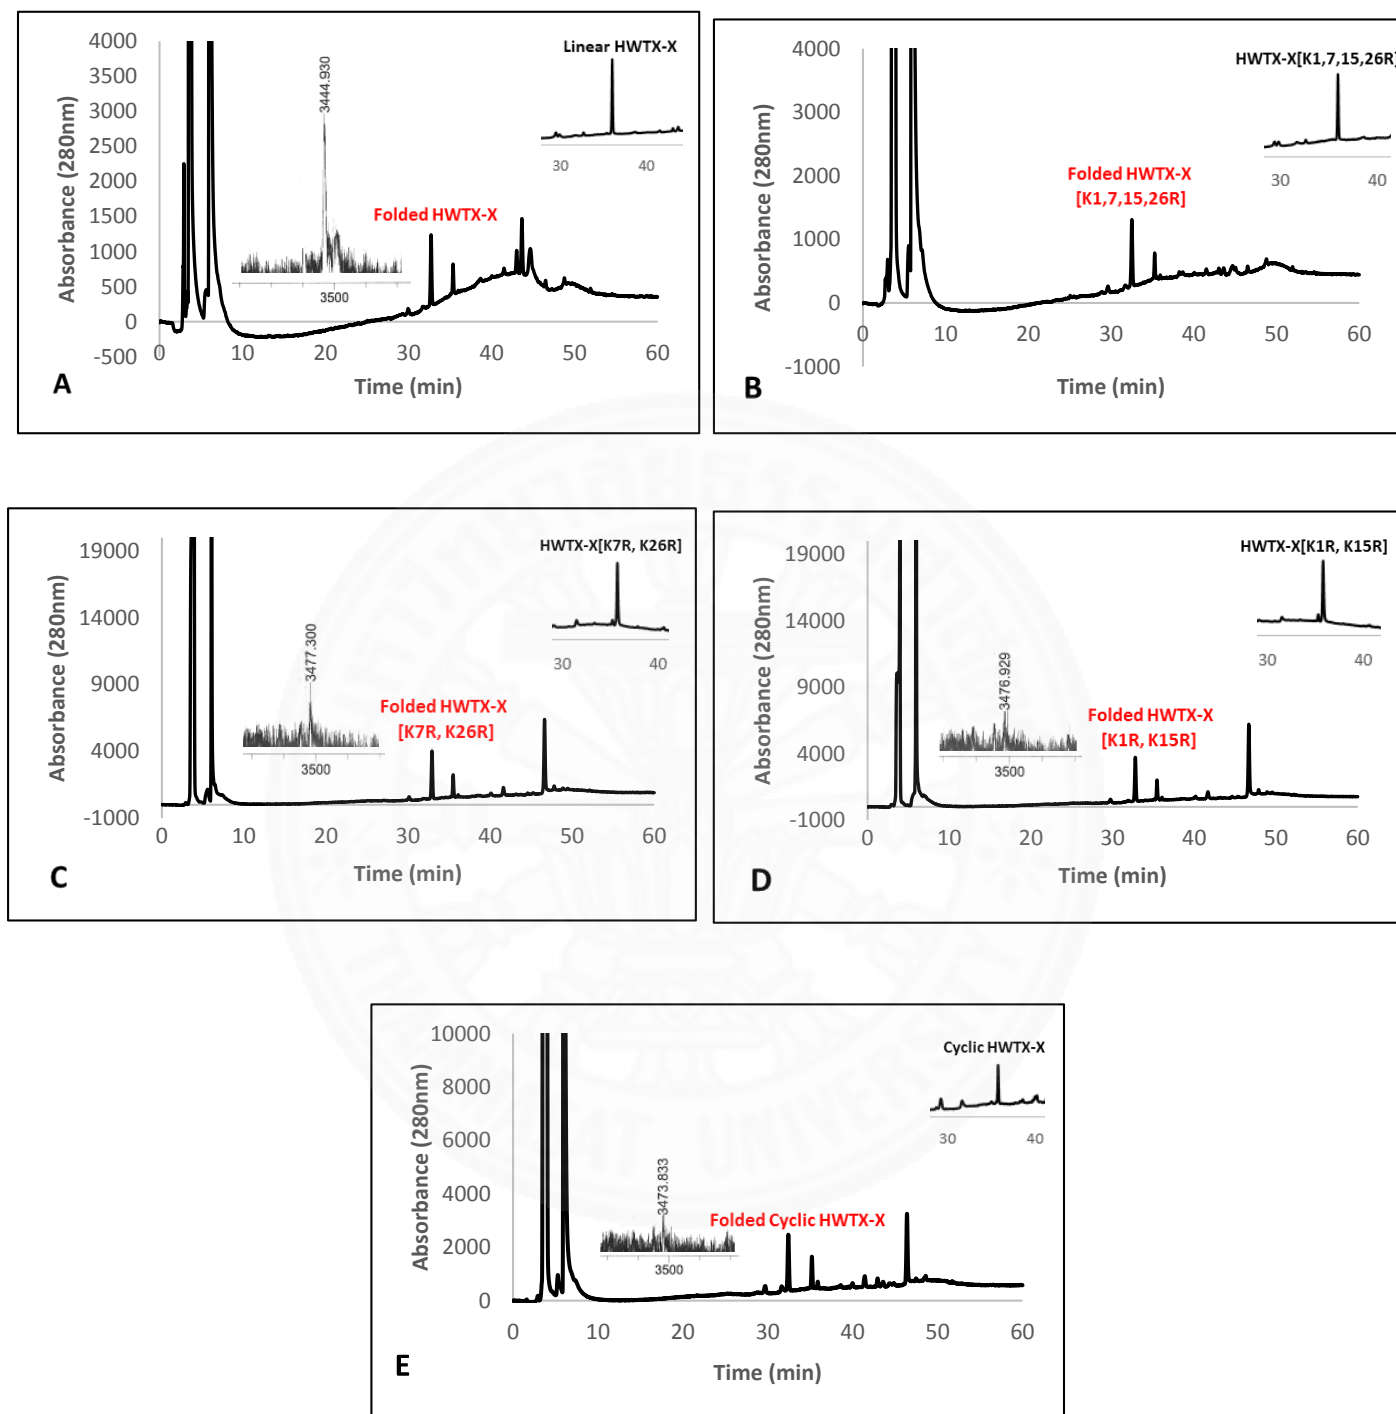 4000
3500
3000
2500
2000
1500
1000
500
0
-500
Absorbance (280nm)
3444.930
3500
Folded HWTX-X
Linear HWTX-X
30 40
0 10 20 30 40 50 60
Time (min)
A
4000
3000
2000
1000
0
-1000
Absorbance (280nm)
HWTX-X[K1,7,15,26R]
30 40
Folded HWTX-X
[K1,7,15,26R]
0 10 20 30 40 50 60
Time (min)
B
19000
14000
9000
4000
-1000
Absorbance (280nm)
HWTX-X[K7R, K26R]
30 40
3477.300
3500
Folded HWTX-X
[K7R, K26R]
0 10 20 30 40 50 60
Time (min)
C
19000
14000
9000
4000
-1000
Absorbance (280nm)
HWTX-X[K1R, K15R]
30 40
3476.929
3500
Folded HWTX-X
[K1R, K15R]
0 10 20 30 40 50 60
Time (min)
D
10000
8000
6000
4000
2000
0
Absorbance (280nm)
Cyclic HWTX-X
30 40
3473.833
3500
Folded Cyclic HWTX-X
0 10 20 30 40 50 60
Time (min)
E
UNIVERSITY